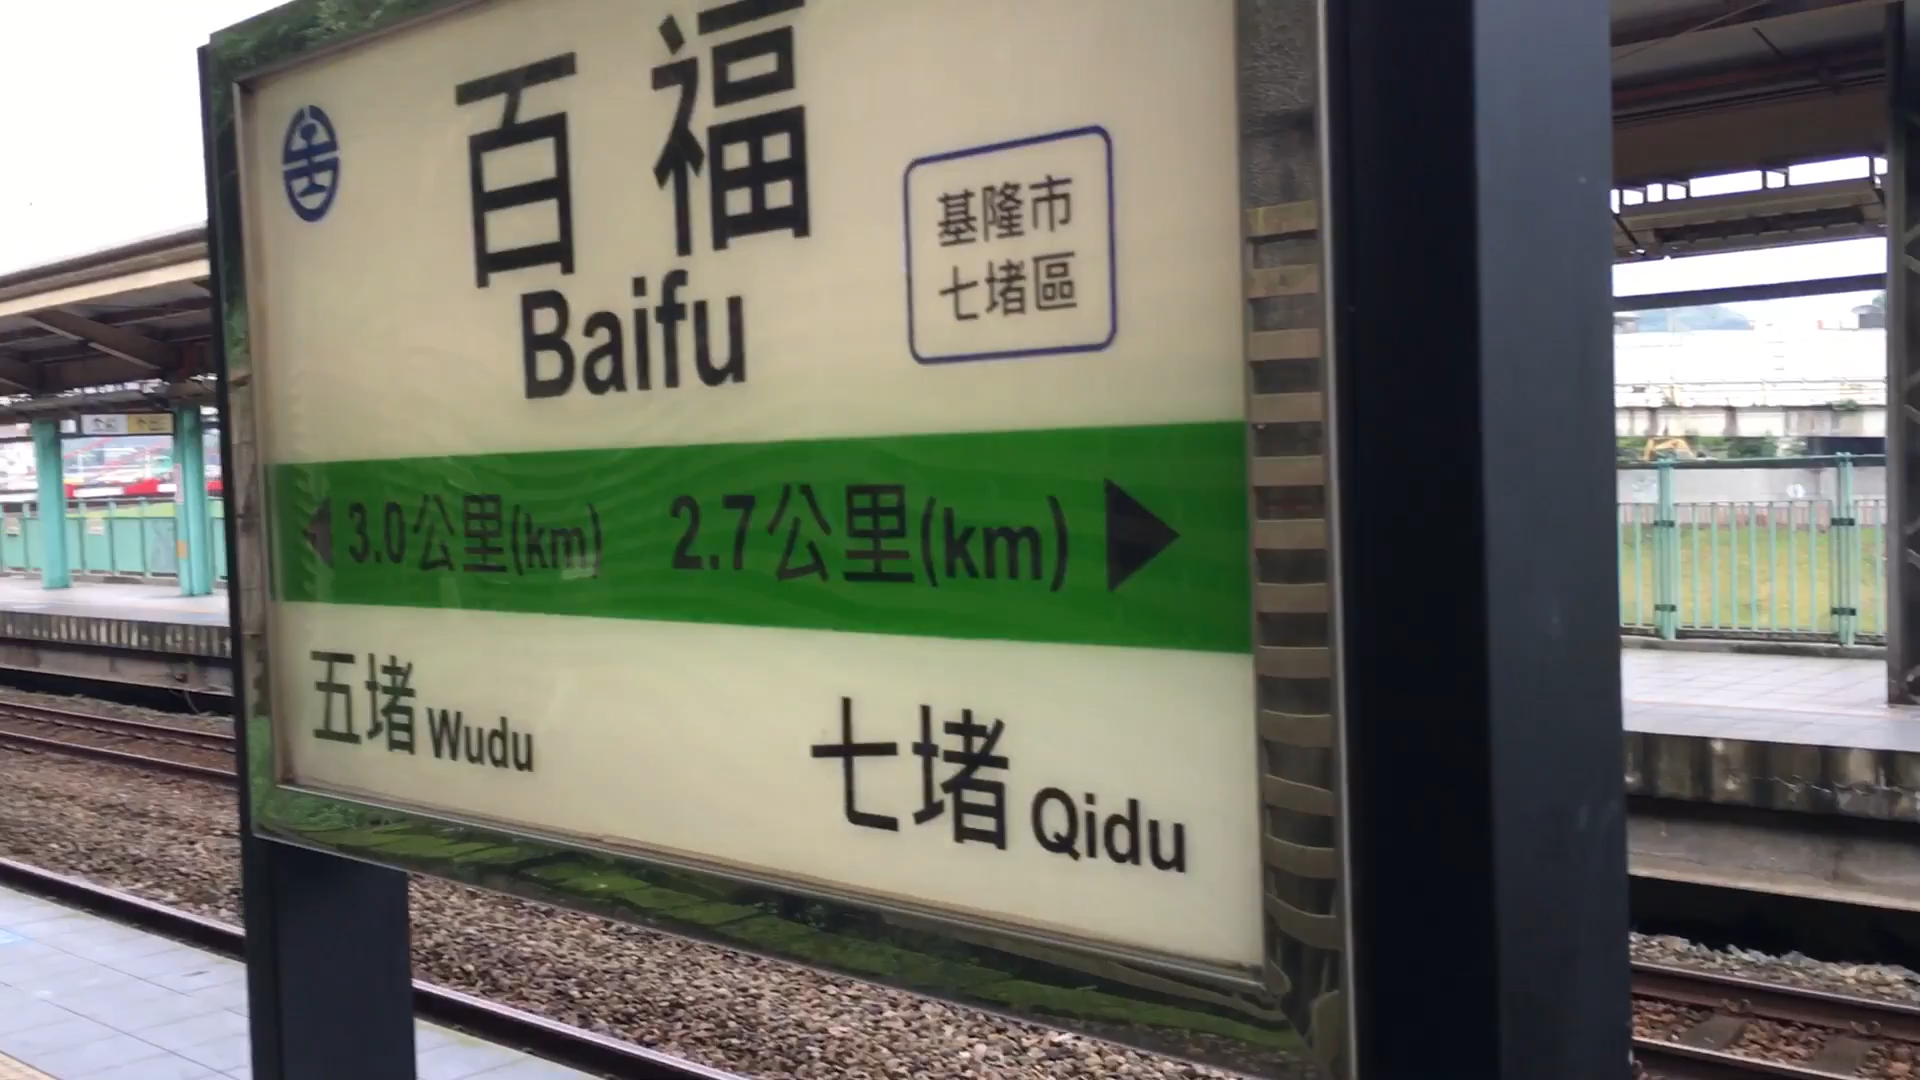 百福
Baifu
基隆市
七堵區
3.0公里(km) 2.7公里(km)
五堵 Wudu
七堵 Qidu